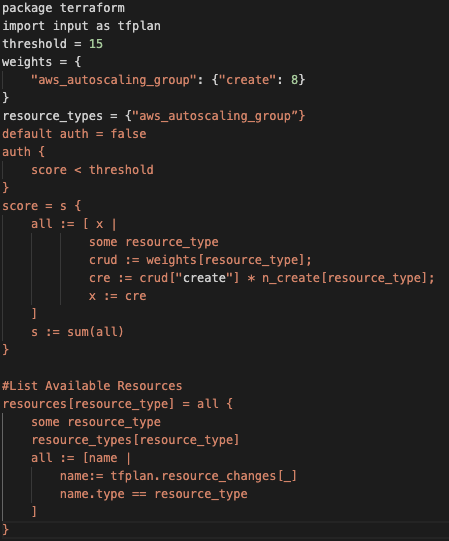 package terraform
import input as tfplan
threshold = 15
weights = {
    "aws_autoscaling_group": {"create": 8}
}
resource_types = {"aws_autoscaling_group”}
default auth = false
auth {
    score < threshold
}
score = s {
    all := [ x |
            some resource_type
            crud := weights[resource_type];
            cre := crud["create"] * n_create[resource_type];
            x := cre
    ]
    s := sum(all)
}

#List Available Resources
resources[resource_type] = all {
    some resource_type
    resource_types[resource_type]
    all := [name |
        name:= tfplan.resource_changes[_]
        name.type == resource_type
    ]
}